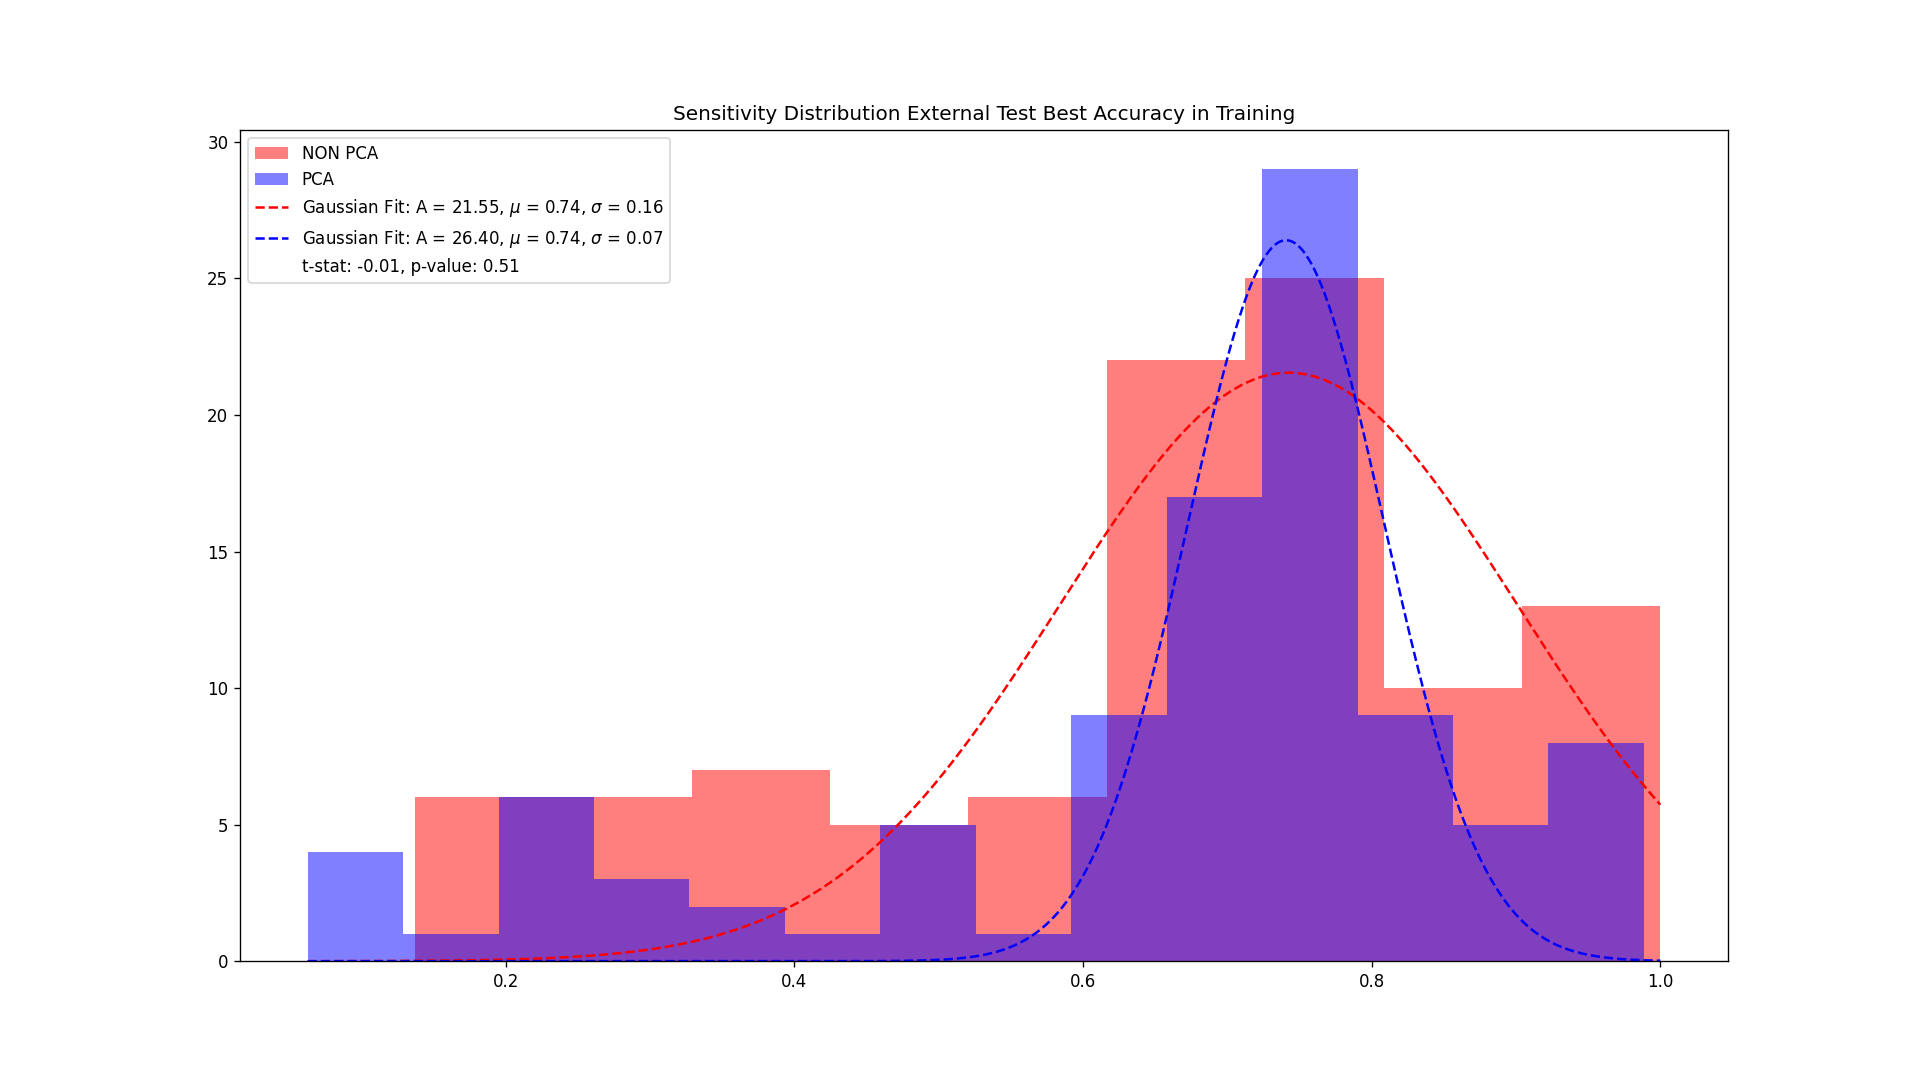 Sensitivity Distribution External Test Best Accuracy in Training
30
25
20
15
10
5
0
NON PCA
PCA
Gaussian Fit: A = 21.55, μ = 0.74, σ = 0.16
Gaussian Fit: A = 26.40, μ = 0.74, σ = 0.07
t-stat: -0.01, p-value: 0.51
0.2 0.4 0.6 0.8 1.0